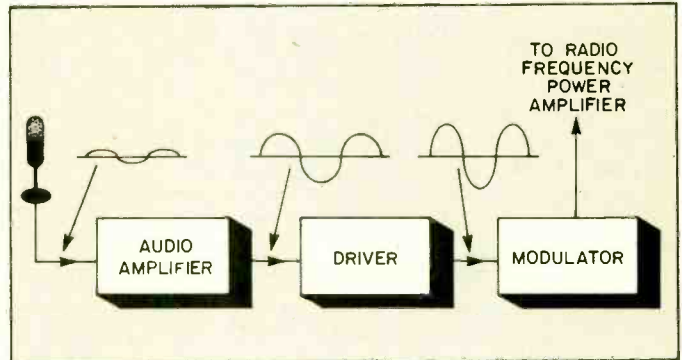 TO RADIO
FREQUENCY
POWER
AMPLIFIER
AUDIO
AMPLIFIER
DRIVER
MODULATOR